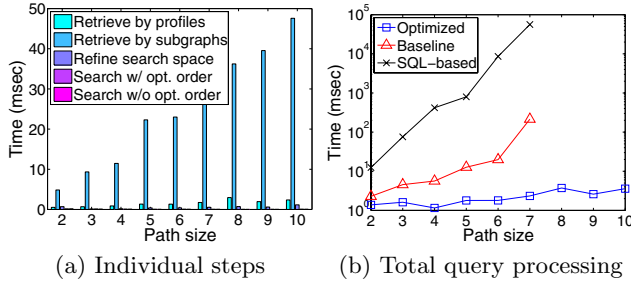 50
40
30
20
10
0
Time (msec)
Retrieve by profiles
Retrieve by subgraphs
Refine search space
Search w/ opt. order
Search w/o opt. order
2 3 4 5 6 7 8 9 10
Path size
(a) Individual steps
10^5
10^4
10^3
10^2
10^1
10^0
Time (msec)
Optimized
Baseline
SQL-based
2 3 4 5 6 7 8 9 10
Path size
(b) Total query processing